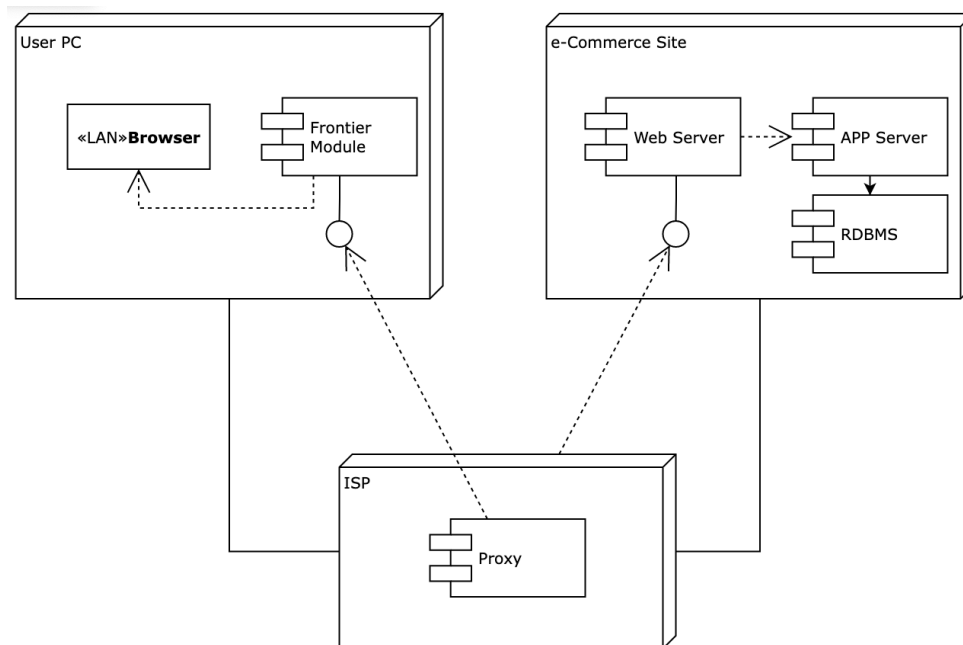 User PC
e-Commerce Site
«LAN»Browser
Frontier
Module
Web Server
APP Server
RDBMS
ISP
Proxy